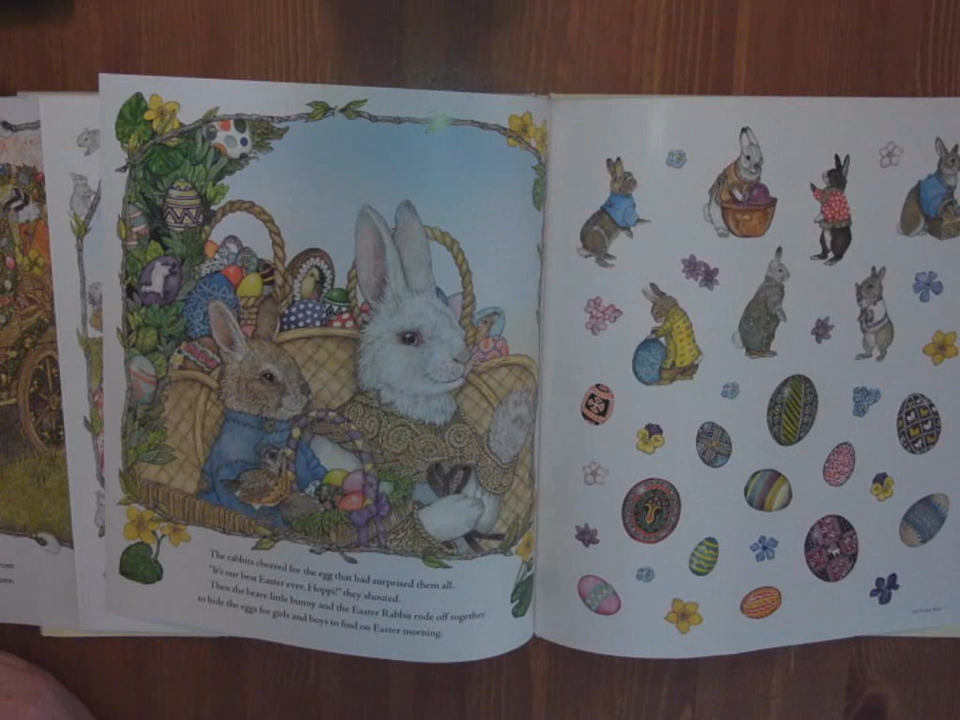 The rabbits cheered for the egg that had surprised them all.
"It's our best Easter ever, Hoppi!" they shouted.
Then the brave little bunny and the Easter Rabbit rode off together
to hide the eggs for girls and boys to find on Easter morning.